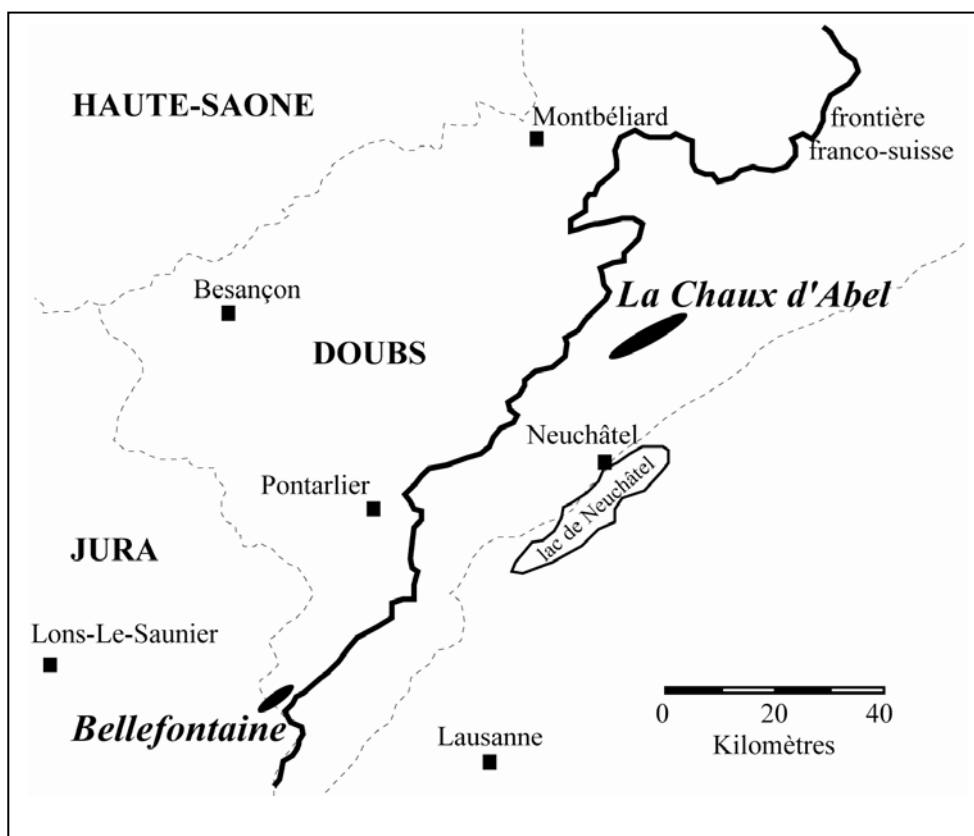 HAUTE-SAONE
Montbéliard
frontière
franco-suisse
Besançon
La Chaux d'Abel
DOUBS
Neuchâtel
Pontarlier
lac de Neuchâtel
JURA
Lons-Le-Saunier
Bellefontaine
Lausanne
0 20 40
Kilomètres